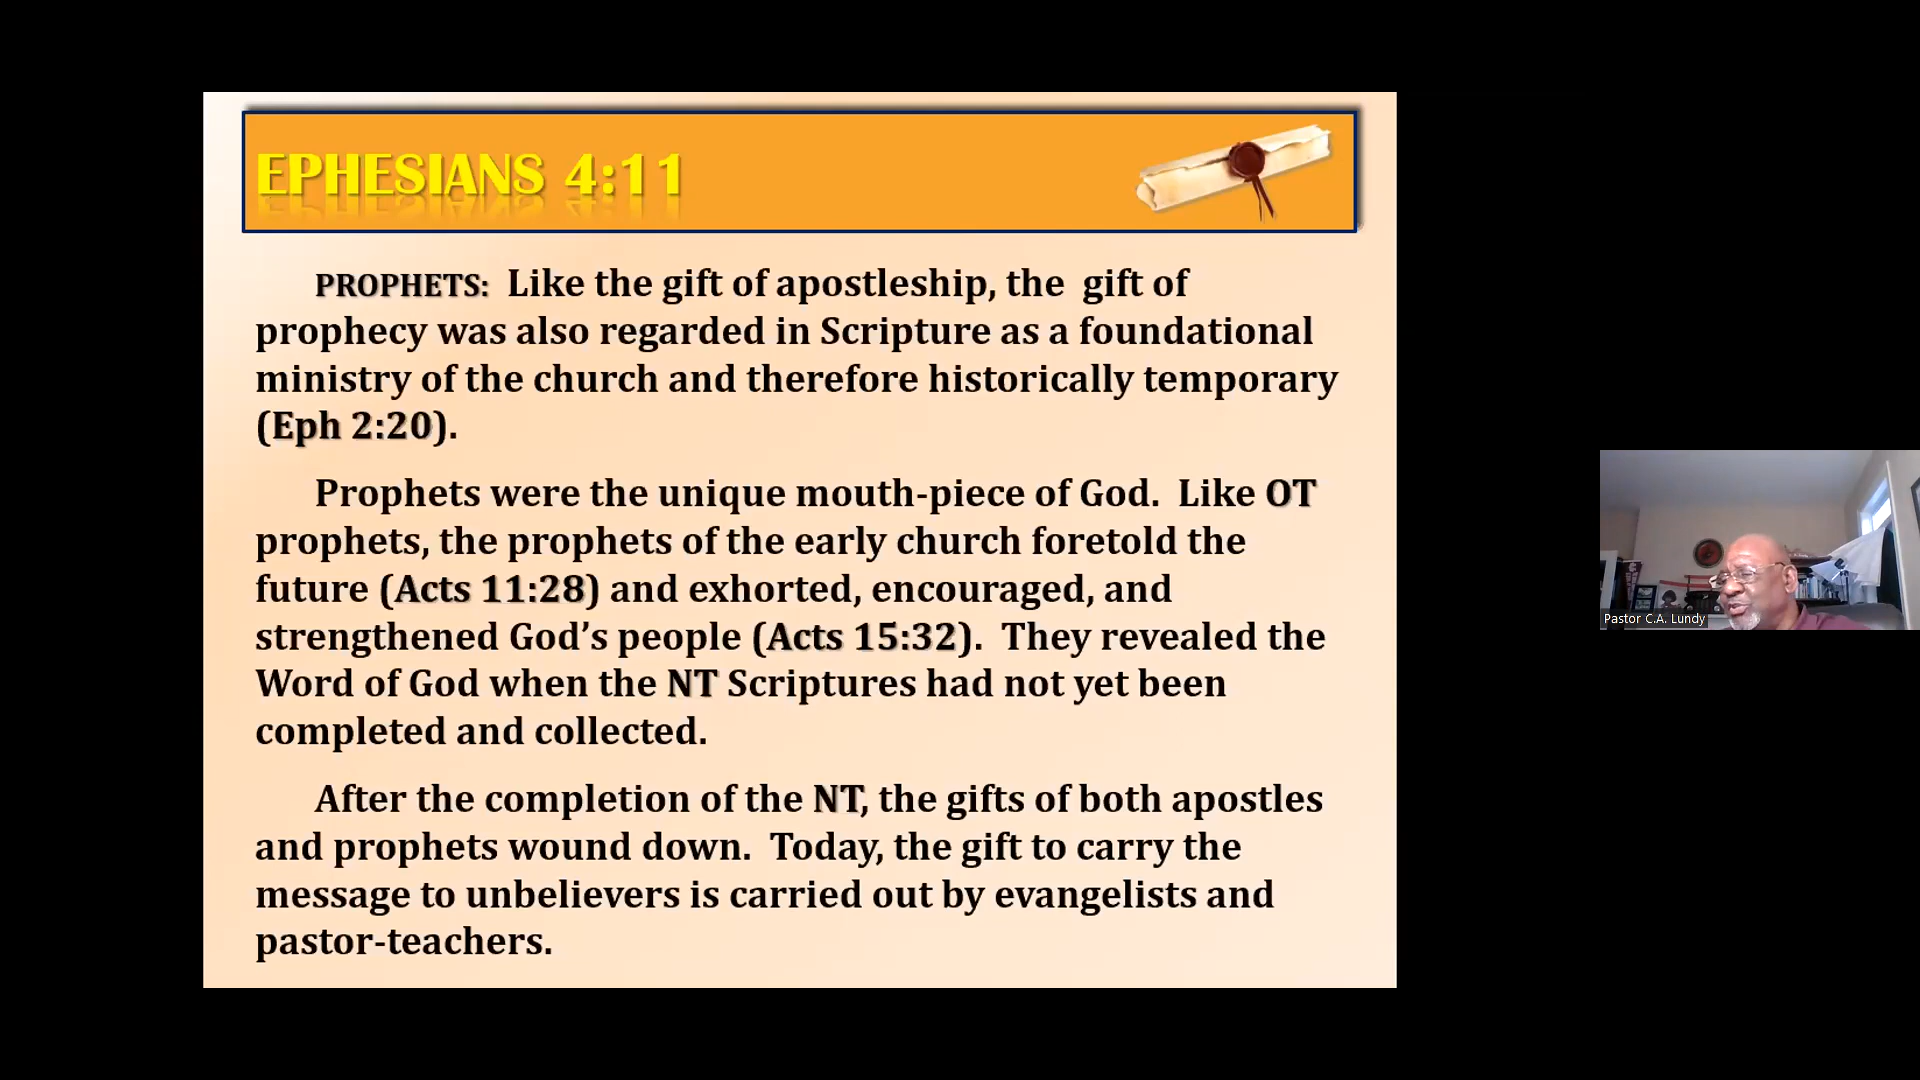 EPHESIANS 4:11
PROPHETS: Like the gift of apostleship, the gift of
prophecy was also regarded in Scripture as a foundational
ministry of the church and therefore historically temporary
(Eph 2:20).
Prophets were the unique mouth-piece of God. Like OT
prophets, the prophets of the early church foretold the
future (Acts 11:28) and exhorted, encouraged, and
strengthened God’s people (Acts 15:32). They revealed the
Word of God when the NT Scriptures had not yet been
completed and collected.
After the completion of the NT, the gifts of both apostles
and prophets wound down. Today, the gift to carry the
message to unbelievers is carried out by evangelists and
pastor-teachers.
Pastor C.A. Lundy